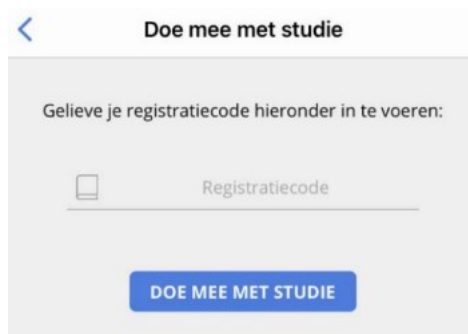 Doe mee met studie
Gelieve je registratiecode hieronder in te voeren:
Registratiecode
DOE MEE MET STUDIE